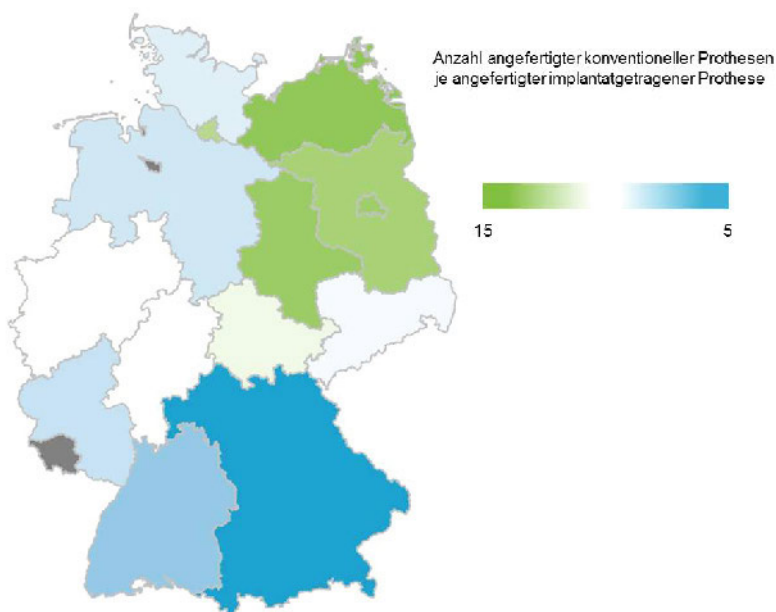 Anzahl angefertigter konventioneller Prothesen
je angefertigter implantatgetragener Prothese
15 5